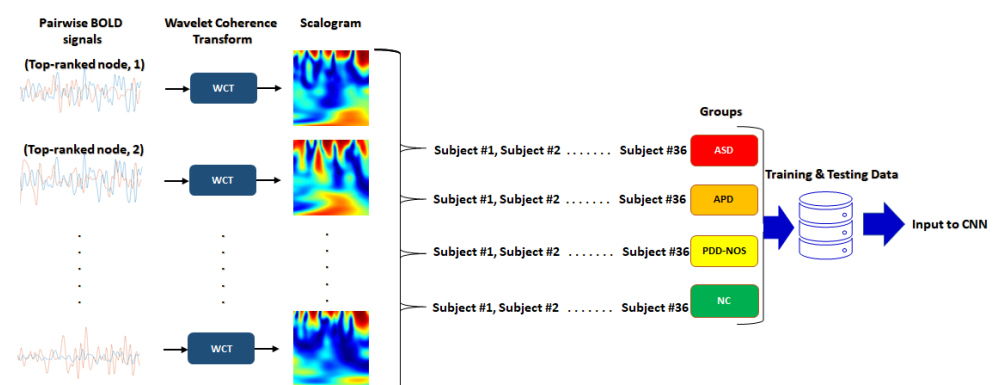 Pairwise BOLD
signals
Wavelet Coherence
Transform
Scalogram
(Top-ranked node, 1)
WCT
(Top-ranked node, 2)
WCT
WCT
Groups
Subject #1, Subject #2 ....... Subject #36
ASD
Subject #1, Subject #2 ....... Subject #36
APD
Subject #1, Subject #2 ....... Subject #36
PDD-NOS
Subject #1, Subject #2 ....... Subject #36
NC
Training & Testing Data
Input to CNN